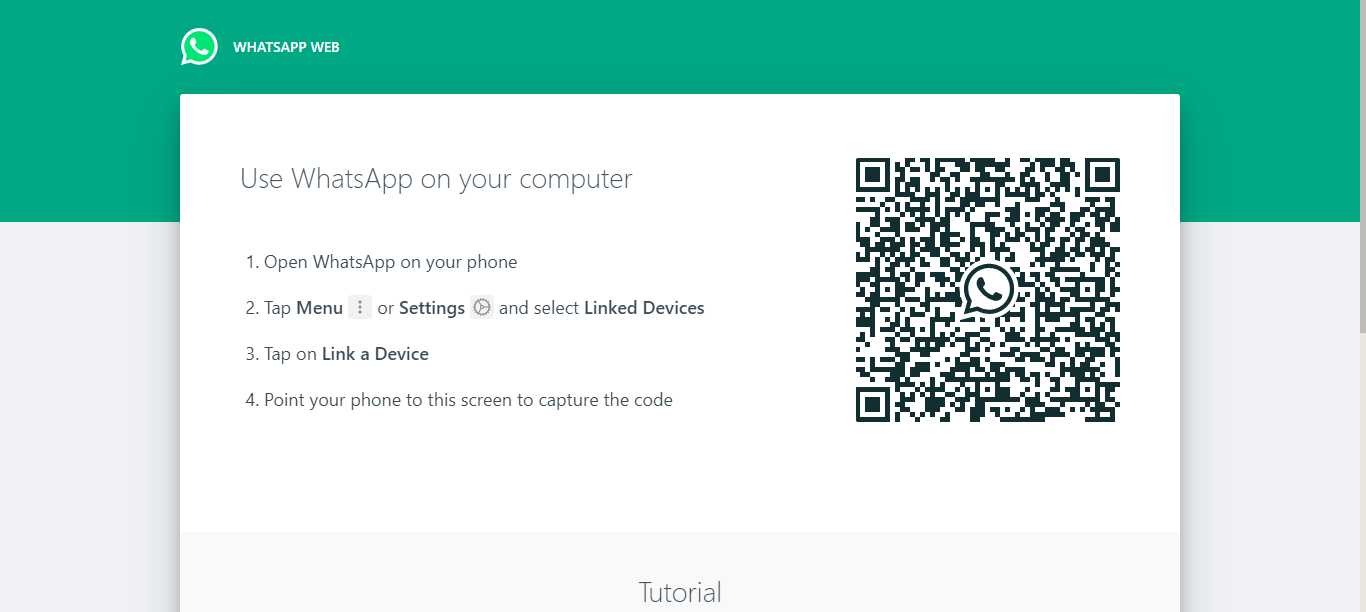 WHATSAPP WEB
Use WhatsApp on your computer
1. Open WhatsApp on your phone
2. Tap Menu or Settings and select Linked Devices
3. Tap on Link a Device
4. Point your phone to this screen to capture the code
Tutorial